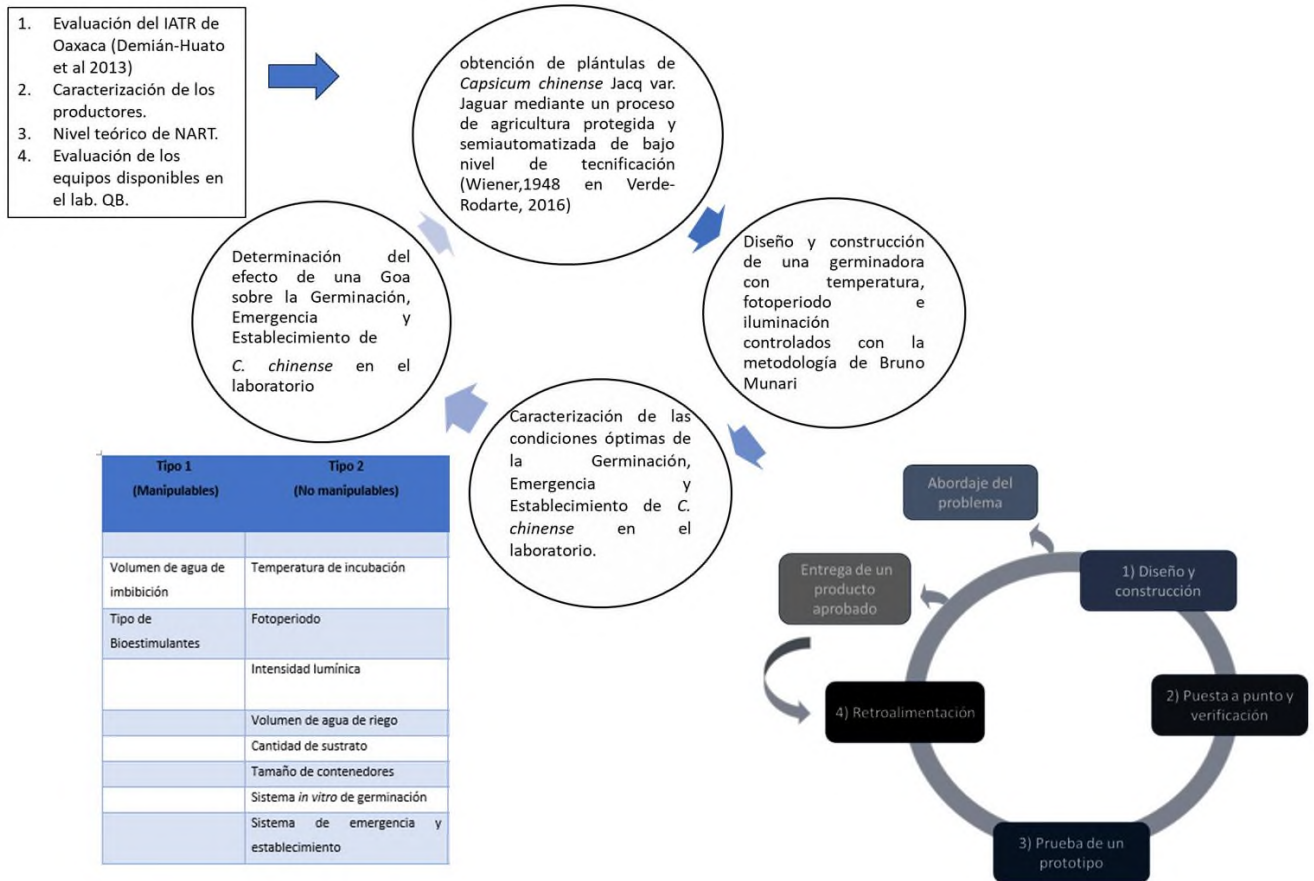 1. Evaluación del IATR de
Oaxaca (Demián-Huato
et al 2013)
2. Caracterización de los
productores.
3. Nivel teórico de NART.
4. Evaluación de los
equipos disponibles en
el lab. QB.
obtención de plántulas de
Capsicum chinense Jacq var.
Jaguar mediante un proceso
de agricultura protegida y
semiautomatizada de bajo
nivel de tecnificación
(Wiener,1948 en Verde-
Rodarte, 2016)
Diseño y construcción
de una germinadora
con temperatura,
fotoperiodo e
iluminación
controlados con la
metodología de Bruno
Munari
Caracterización de las
condiciones óptimas de
la Germinación,
Emergencia y
Establecimiento de C.
chinense en el
laboratorio.
Determinación del
efecto de una Goa
sobre la Germinación,
Emergencia y
Establecimiento de
C. chinense en el
laboratorio
Tipo 1 Tipo 2
(Manipulables) (No manipulables)
Volumen de agua de Temperatura de incubación
imbibición
Tipo de Fotoperiodo
Bioestimulantes
Intensidad lumínica
Volumen de agua de riego
Cantidad de sustrato
Tamaño de contenedores
Sistema in vitro de germinación
Sistema de emergencia y
establecimiento
Abordaje del
problema
1) Diseño y
construcción
2) Puesta a punto y
verificación
3) Prueba de un
prototipo
4) Retroalimentación
Entrega de un
producto
aprobado